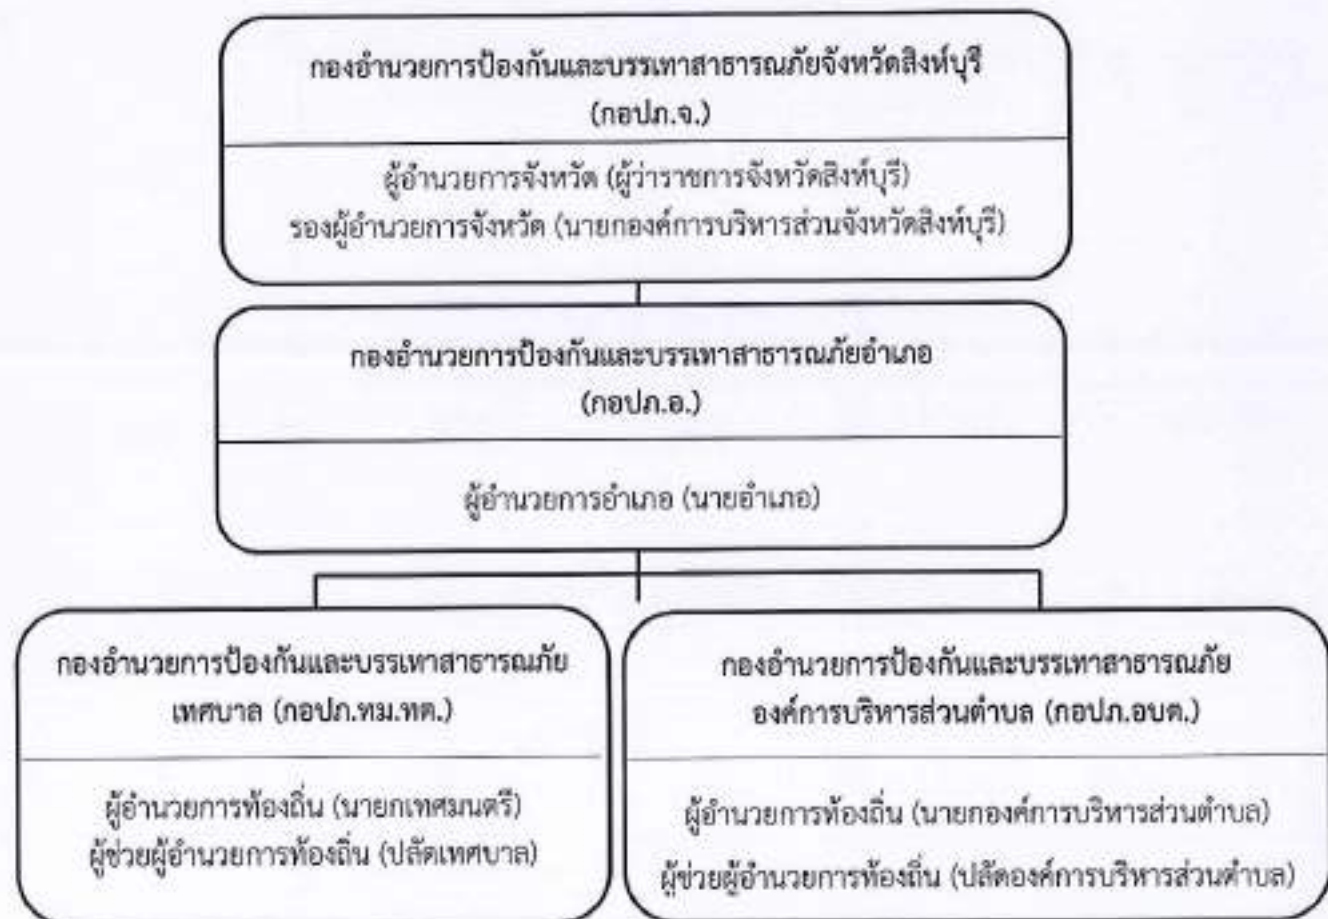 กองอำนวยการป้องกันและบรรเทาสาธารณภัยจังหวัดสิงห์บุรี
(กอปภ.จ.)
ผู้อำนวยการจังหวัด (ผู้ว่าราชการจังหวัดสิงห์บุรี)
รองผู้อำนวยการจังหวัด (นายกองค์การบริหารส่วนจังหวัดสิงห์บุรี)
กองอำนวยการป้องกันและบรรเทาสาธารณภัยอำเภอ
(กอปภ.อ.)
ผู้อำนวยการอำเภอ (นายอำเภอ)
กองอำนวยการป้องกันและบรรเทาสาธารณภัย
เทศบาล (กอปภ.ทม.ทต.)
ผู้อำนวยการท้องถิ่น (นายกเทศมนตรี)
ผู้ช่วยผู้อำนวยการท้องถิ่น (ปลัดเทศบาล)
กองอำนวยการป้องกันและบรรเทาสาธารณภัย
องค์การบริหารส่วนตำบล (กอปภ.อบต.)
ผู้อำนวยการท้องถิ่น (นายกองค์การบริหารส่วนตำบล)
ผู้ช่วยผู้อำนวยการท้องถิ่น (ปลัดองค์การบริหารส่วนตำบล)